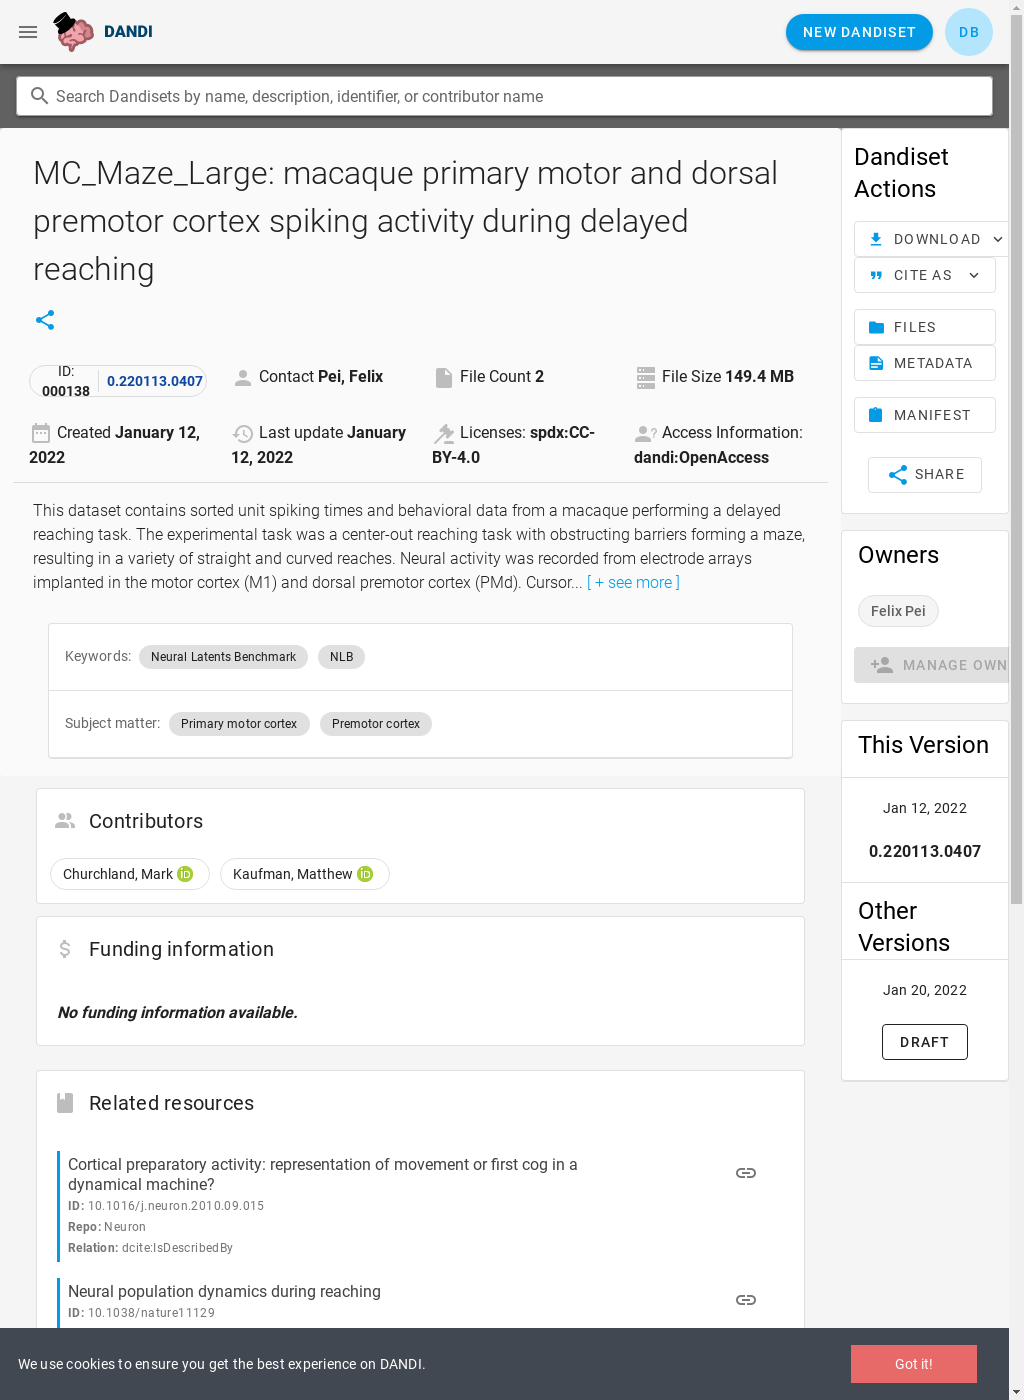 DANDI
NEW DANDISET
DB
Search Dandisets by name, description, identifier, or contributor name
MC_Maze_Large: macaque primary motor and dorsal
premotor cortex spiking activity during delayed
reaching
ID:
000138
0.220113.0407
Contact Pei, Felix
File Count 2
File Size 149.4 MB
Created January 12,
2022
Last update January
12, 2022
Licenses: spdx:CC-
BY-4.0
Access Information:
dandi:OpenAccess
This dataset contains sorted unit spiking times and behavioral data from a macaque performing a delayed
reaching task. The experimental task was a center-out reaching task with obstructing barriers forming a maze,
resulting in a variety of straight and curved reaches. Neural activity was recorded from electrode arrays
implanted in the motor cortex (M1) and dorsal premotor cortex (PMd). Cursor... [ + see more ]
Keywords: Neural Latents Benchmark NLB
Subject matter: Primary motor cortex Premotor cortex
Contributors
Churchland, Mark iD Kaufman, Matthew iD
Funding information
No funding information available.
Related resources
Cortical preparatory activity: representation of movement or first cog in a
dynamical machine?
ID: 10.1016/j.neuron.2010.09.015
Repo: Neuron
Relation: dcite:IsDescribedBy
Neural population dynamics during reaching
ID: 10.1038/nature11129
Dandiset
Actions
DOWNLOAD
CITE AS
FILES
METADATA
MANIFEST
SHARE
Owners
Felix Pei
MANAGE OWN
This Version
Jan 12, 2022
0.220113.0407
Other
Versions
Jan 20, 2022
DRAFT
We use cookies to ensure you get the best experience on DANDI.
Got it!